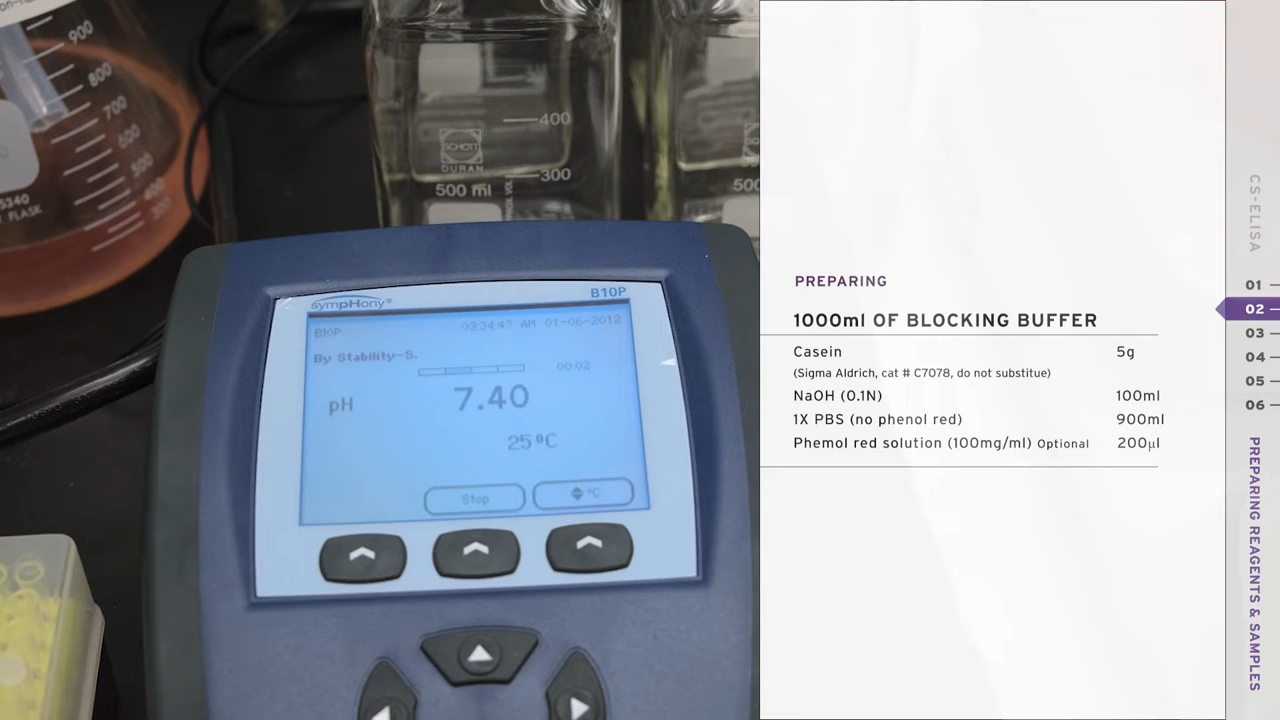 900
800
700
600
500
400
5340
FLASK
400
SCHOTT
DURAN
300
500 ml
500
sympHony®
B10P
B10P
03:34:47 AM 01-06-2012
By Stability-S.
00:02
pH
7.40
25ºC
Stop
ºC
PREPARING
1000ml OF BLOCKING BUFFER
Casein 5g
(Sigma Aldrich, cat # C7078, do not substitue)
NaOH (0.1N) 100ml
1X PBS (no phenol red) 900ml
Phemol red solution (100mg/ml) Optional 200µl
CS-ELISA
01
02
03
04
05
06
PREPARING REAGENTS & SAMPLES